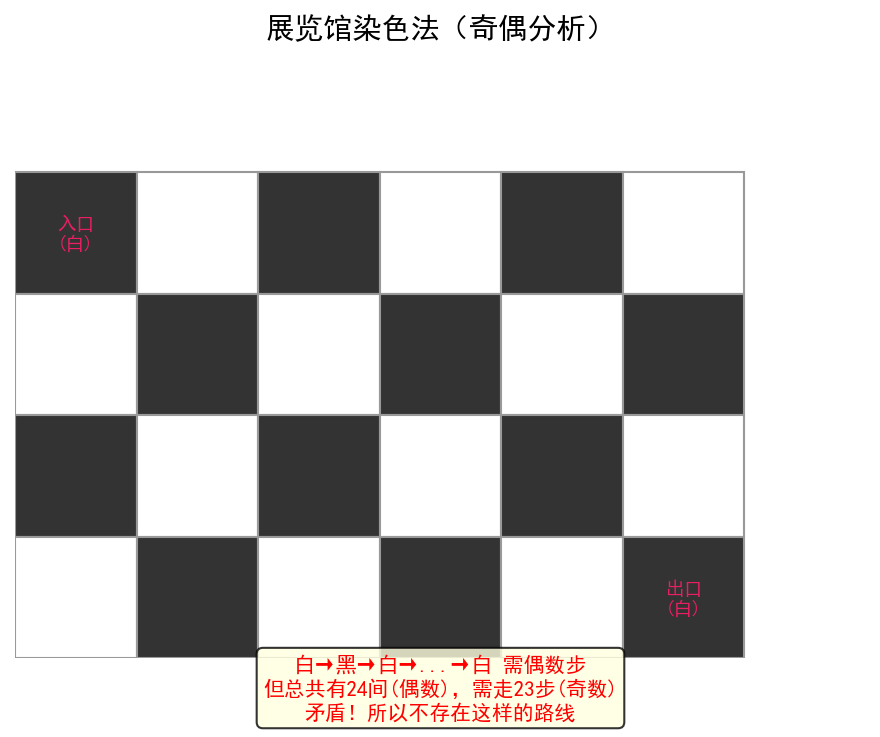 展览馆染色法（奇偶分析）
入口
(白)
出口
(白)
白→黑→白→...→白 需偶数步
但总共有24间(偶数)，需走23步(奇数)
矛盾！所以不存在这样的路线